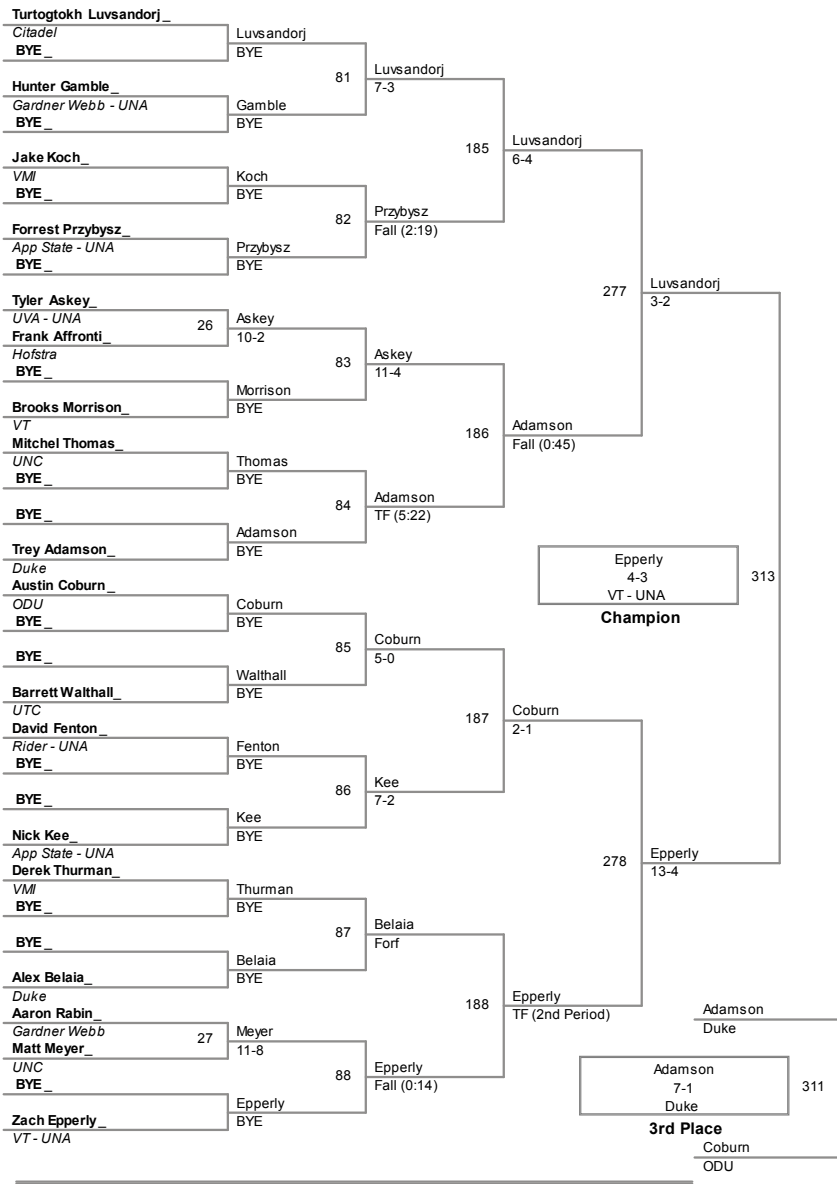 Turtogtokh Luvsandorj_
Citadel
BYE_
Luvsandorj
BYE
81
Luvsandorj
7-3
Hunter Gamble_
Gardner Webb - UNA
BYE_
Gamble
BYE
185
Luvsandorj
6-4
Jake Koch_
VMI
BYE_
Koch
BYE
82
Przybysz
Fall (2:19)
Forrest Przybysz_
App State - UNA
BYE_
Przybysz
BYE
277
Luvsandorj
3-2
Tyler Askey_
UVA - UNA
26
Frank Affronti_
Hofstra
Askey
10-2
83
Askey
11-4
BYE_
Brooks Morrison_
VT
Morrison
BYE
186
Adamson
Fall (0:45)
Mitchel Thomas_
UNC
BYE_
Thomas
BYE
84
Adamson
TF (5:22)
BYE_
Trey Adamson_
Duke
Adamson
BYE
Epperly
4-3
VT - UNA
313
Champion
Austin Coburn_
ODU
BYE_
Coburn
BYE
85
Coburn
5-0
BYE_
Barrett Walthall_
UTC
Walthall
BYE
187
Coburn
2-1
David Fenton_
Rider - UNA
BYE_
Fenton
BYE
86
Kee
7-2
BYE_
Nick Kee_
App State - UNA
Kee
BYE
278
Epperly
13-4
Derek Thurman_
VMI
BYE_
Thurman
BYE
87
Belaia
Forf
BYE_
Alex Belaia_
Duke
Belaia
BYE
188
Epperly
TF (2nd Period)
Aaron Rabin_
Gardner Webb
27
Matt Meyer_
UNC
Meyer
11-8
88
Epperly
Fall (0:14)
BYE_
Zach Epperly_
VT - UNA
Epperly
BYE
Adamson
Duke
Adamson
7-1
Duke
311
3rd Place
Coburn
ODU